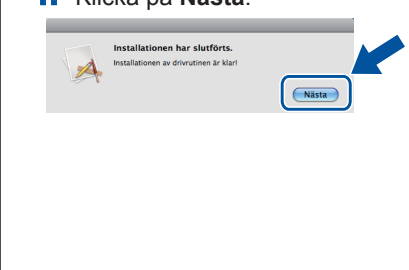 Klicka på Nästa.
Installationen har slutförts.
Installationen av drivrutinen är klar!
Nästa